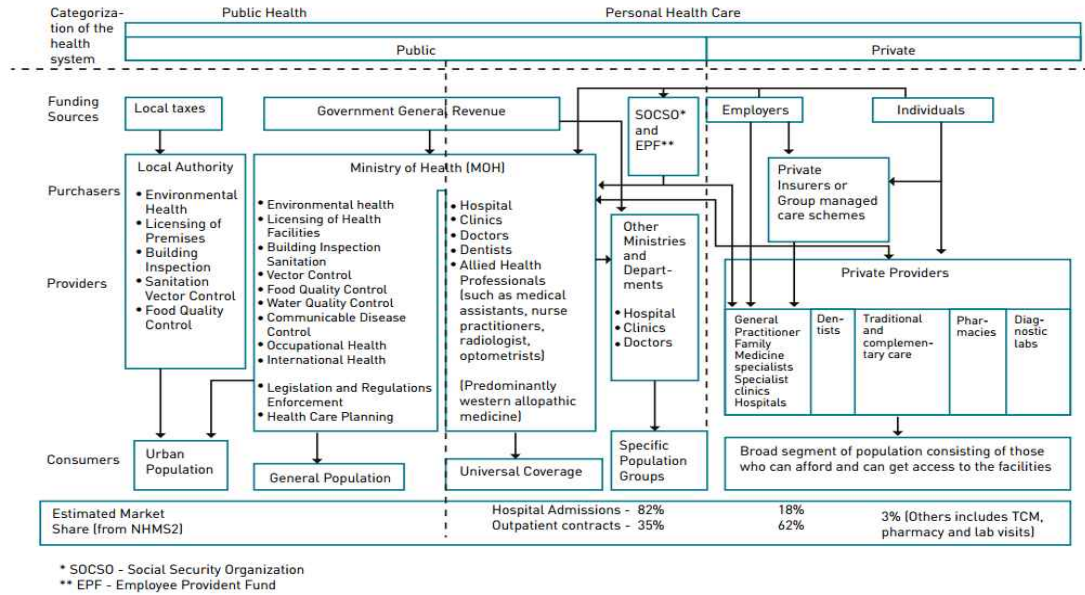 Categoriza-
tion of the
health
system
Public Health
Personal Health Care
Public
Private
Funding
Sources
Local taxes
Government General Revenue
SOCSO*
and
EPF**
Employers
Individuals
Purchasers
Providers
Local Authority
• Environmental
Health
• Licensing of
Premises
• Building
Inspection
• Sanitation
Vector Control
• Food Quality
Control
Ministry of Health (MOH)
• Environmental health
• Licensing of Health
Facilities
• Building Inspection
Sanitation
• Vector Control
• Food Quality Control
• Water Quality Control
• Communicable Disease
Control
• Occupational Health
• International Health
• Legislation and Regulations
Enforcement
• Health Care Planning
• Hospital
• Clinics
• Doctors
• Dentists
• Allied Health
Professionals
(such as medical
assistants, nurse
practitioners,
radiologist,
optometrists)
(Predominantly
western allopathic
medicine)
Other
Ministries
and
Depart-
ments
• Hospital
• Clinics
• Doctors
Private
Insurers or
Group managed
care schemes
Private Providers
General
Practitioner
Family
Medicine
specialists
Specialist
clinics
Hospitals
Den-
tists
Traditional
and
complemen-
tary care
Phar-
macies
Diag-
nostic
labs
Consumers
Urban
Population
General Population
Universal Coverage
Specific
Population
Groups
Broad segment of population consisting of those
who can afford and can get access to the facilities
Estimated Market
Share (from NHMS2)
Hospital Admissions - 82%
Outpatient contracts - 35%
18%
62%
3% (Others includes TCM,
pharmacy and lab visits)
* SOCSO - Social Security Organization
** EPF - Employee Provident Fund